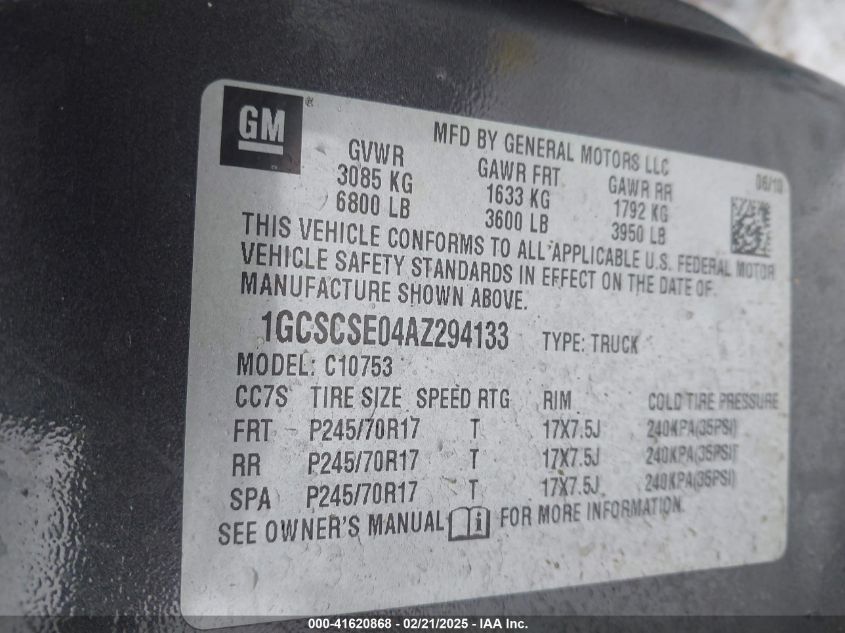 GM®
MFD BY GENERAL MOTORS LLC
06/10
GVWR GAWR FRT GAWR RR
3085 KG 1633 KG 1792 KG
6800 LB 3600 LB 3950 LB
THIS VEHICLE CONFORMS TO ALL APPLICABLE U.S. FEDERAL MOTOR
VEHICLE SAFETY STANDARDS IN EFFECT ON THE DATE OF
MANUFACTURE SHOWN ABOVE.
1GCSCSE04AZ294133 TYPE: TRUCK
MODEL: C10753
CC7S TIRE SIZE SPEED RTG RIM COLD TIRE PRESSURE
FRT P245/70R17 T 17X7.5J 240KPA(35PSI)
RR P245/70R17 T 17X7.5J 240KPA(35PSI)
SPA P245/70R17 T 17X7.5J 240KPA(35PSI)
SEE OWNER'S MANUAL FOR MORE INFORMATION.
000-41620868 - 02/21/2025 - IAA Inc.